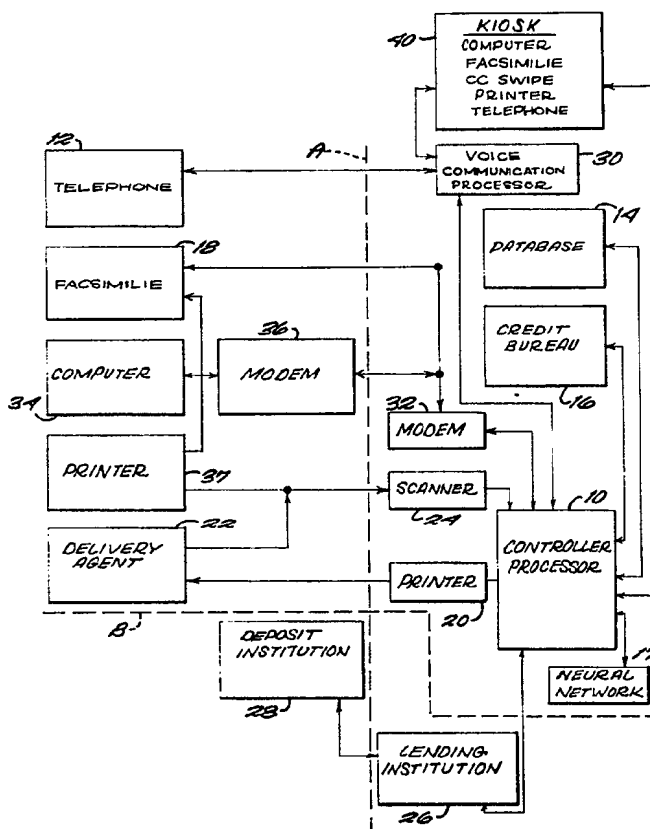 40
KIOSK
COMPUTER
FACSIMILIE
CC SWIPE
PRINTER
TELEPHONE
12
TELEPHONE
A
VOICE
COMMUNICATION
PROCESSOR
30
14
DATABASE
18
FACSIMILIE
CREDIT
BUREAU
16
36
MODEM
COMPUTER
34
32
MODEM
PRINTER
37
SCANNER
24
10
CONTROLLER
PROCESSOR
22
DELIVERY
AGENT
PRINTER
20
B
DEPOSIT
INSTITUTION
28
NEURAL
NETWORK
LENDING
INSTITUTION
26